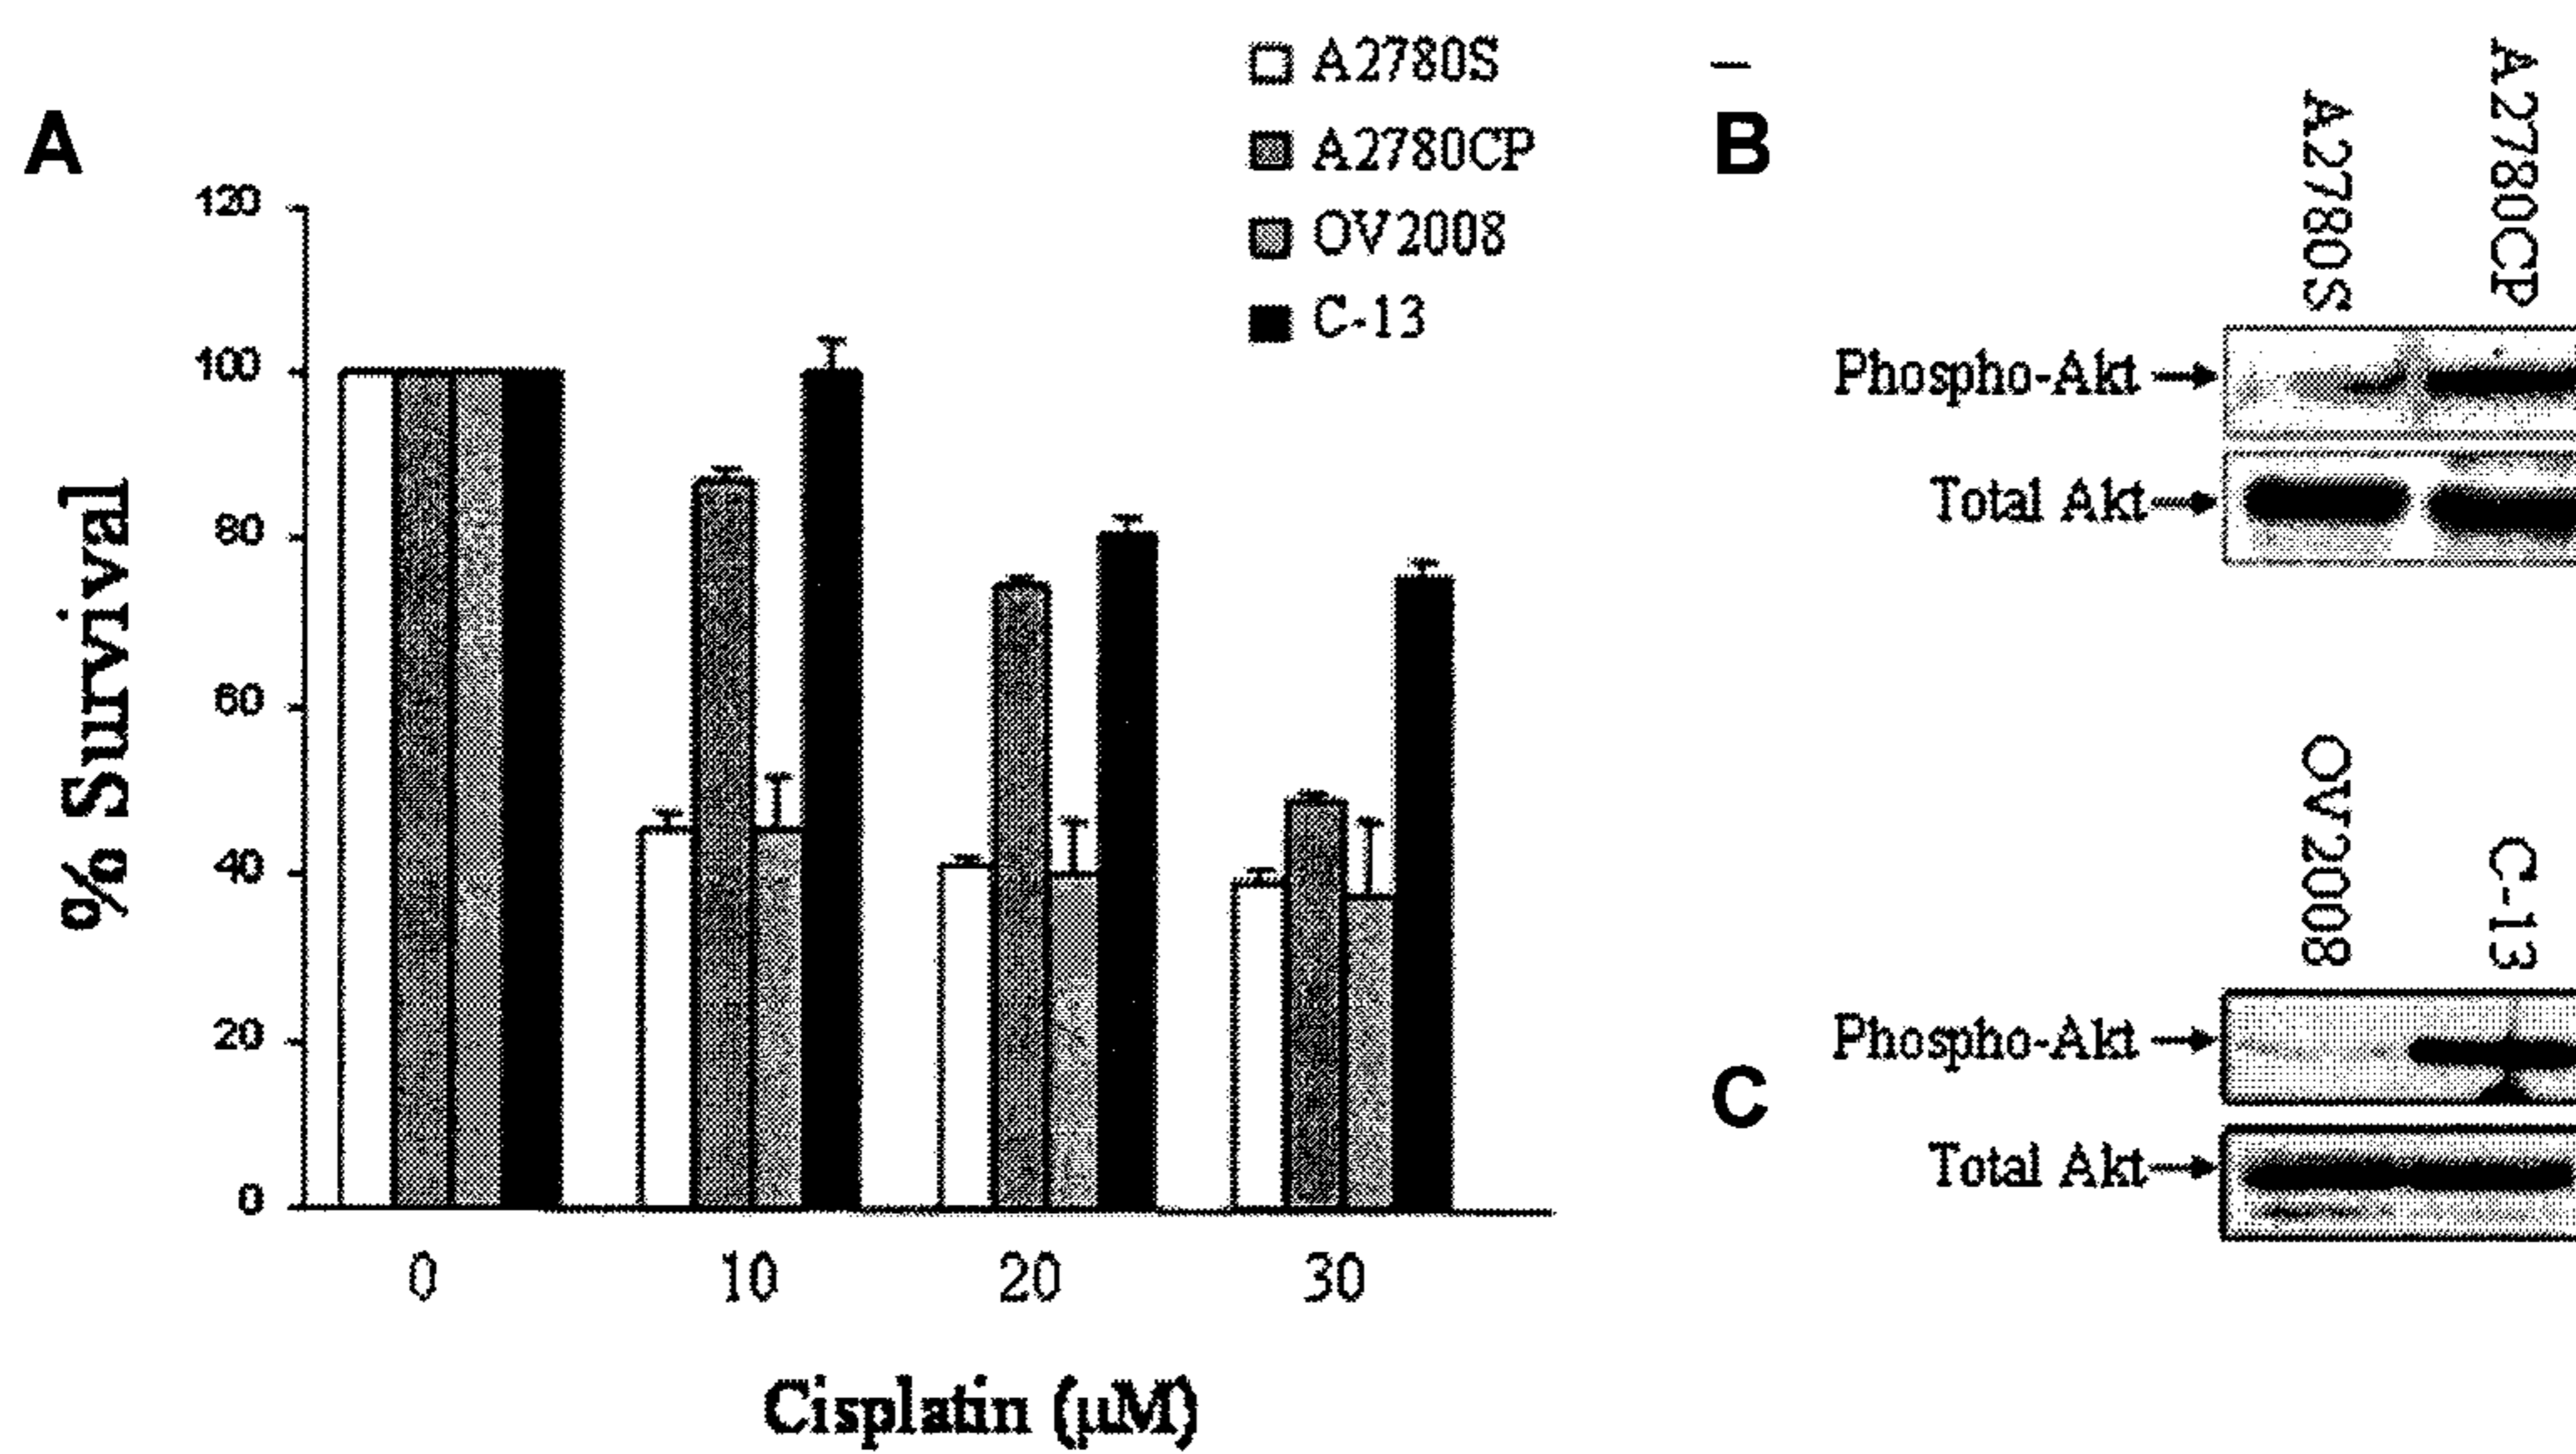 A
% Survival
120
100
80
60
40
20
0
0 10 20 30
Cisplatin (µM)
A2780S
A2780CP
OV2008
C-13
B
A2780S
A2780CP
Phospho-Akt
Total Akt
C
OV2008
C-13
Phospho-Akt
Total Akt